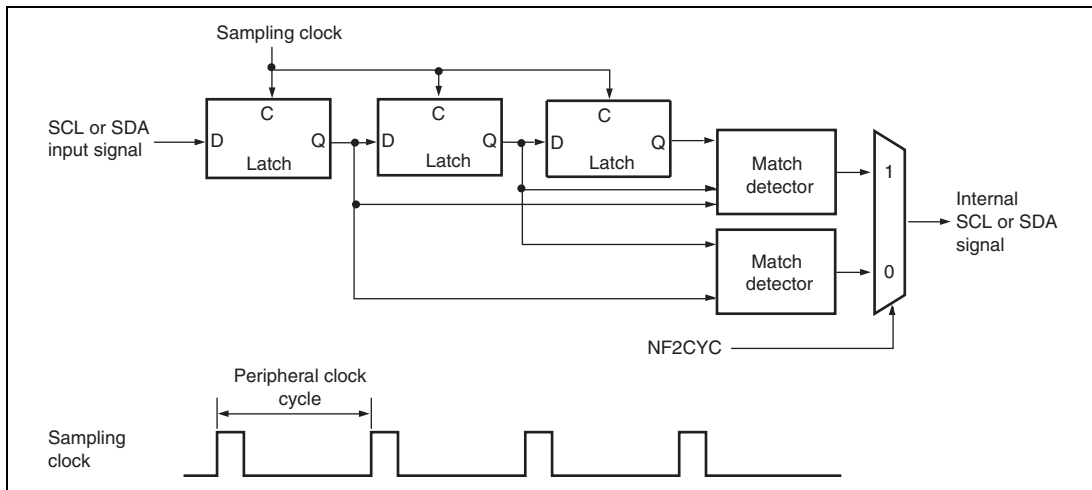 Sampling clock
SCL or SDA
input signal
C
D
Q
Latch
C
D
Q
Latch
C
D
Q
Latch
Match
detector
Match
detector
1
0
Internal
SCL or SDA
signal
NF2CYC
Peripheral clock
cycle
Sampling
clock